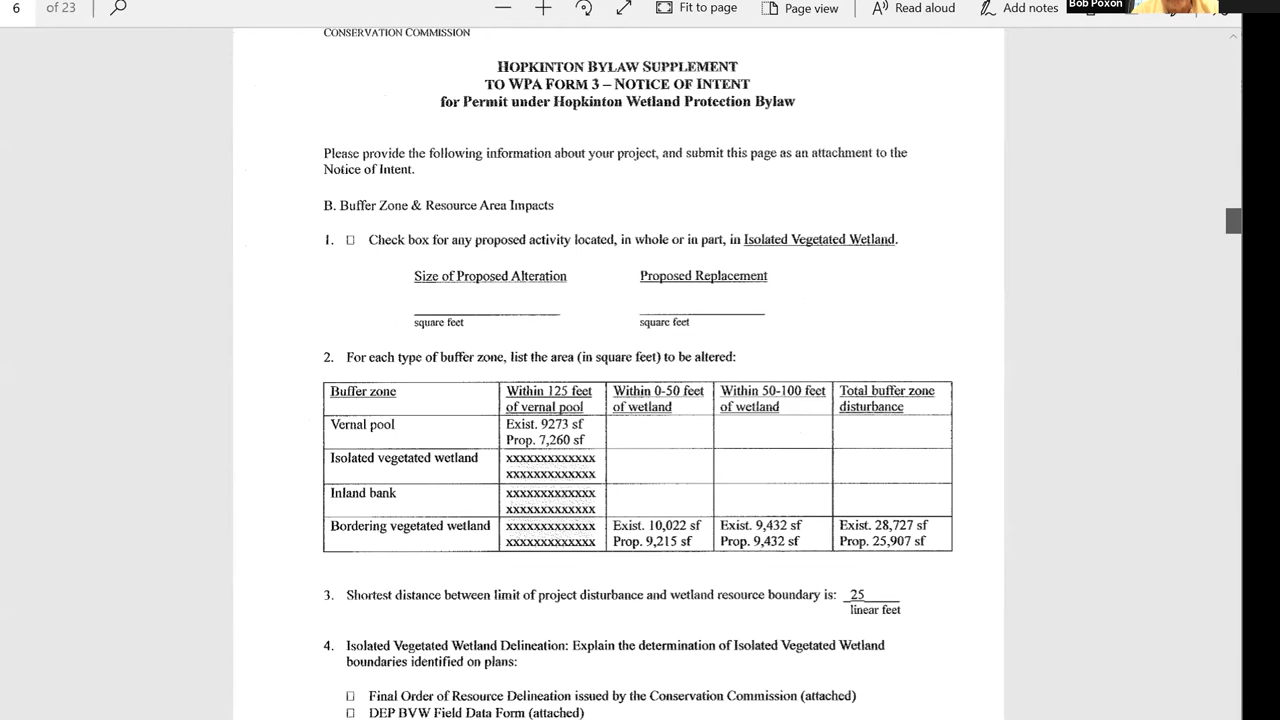 6 of 23 Fit to page Page view Read aloud Add notes Bob Poxon
CONSERVATION COMMISSION
HOPKINTON BYLAW SUPPLEMENT
TO WPA FORM 3 – NOTICE OF INTENT
for Permit under Hopkinton Wetland Protection Bylaw
Please provide the following information about your project, and submit this page as an attachment to the
Notice of Intent.
B. Buffer Zone & Resource Area Impacts
1. ☐ Check box for any proposed activity located, in whole or in part, in Isolated Vegetated Wetland.
Size of Proposed Alteration Proposed Replacement
square feet square feet
2. For each type of buffer zone, list the area (in square feet) to be altered:
Buffer zone Within 125 feet Within 0-50 feet Within 50-100 feet Total buffer zone
of vernal pool of wetland of wetland disturbance
Vernal pool Exist. 9273 sf
Prop. 7,260 sf
Isolated vegetated wetland xxxxxxxxxxxxx
xxxxxxxxxxxxx
Inland bank xxxxxxxxxxxxx
xxxxxxxxxxxxx
Bordering vegetated wetland xxxxxxxxxxxxx Exist. 10,022 sf Exist. 9,432 sf Exist. 28,727 sf
xxxxxxxxxxxxx Prop. 9,215 sf Prop. 9,432 sf Prop. 25,907 sf
3. Shortest distance between limit of project disturbance and wetland resource boundary is: 25
linear feet
4. Isolated Vegetated Wetland Delineation: Explain the determination of Isolated Vegetated Wetland
boundaries identified on plans:
☐ Final Order of Resource Delineation issued by the Conservation Commission (attached)
☐ DEP BVW Field Data Form (attached)